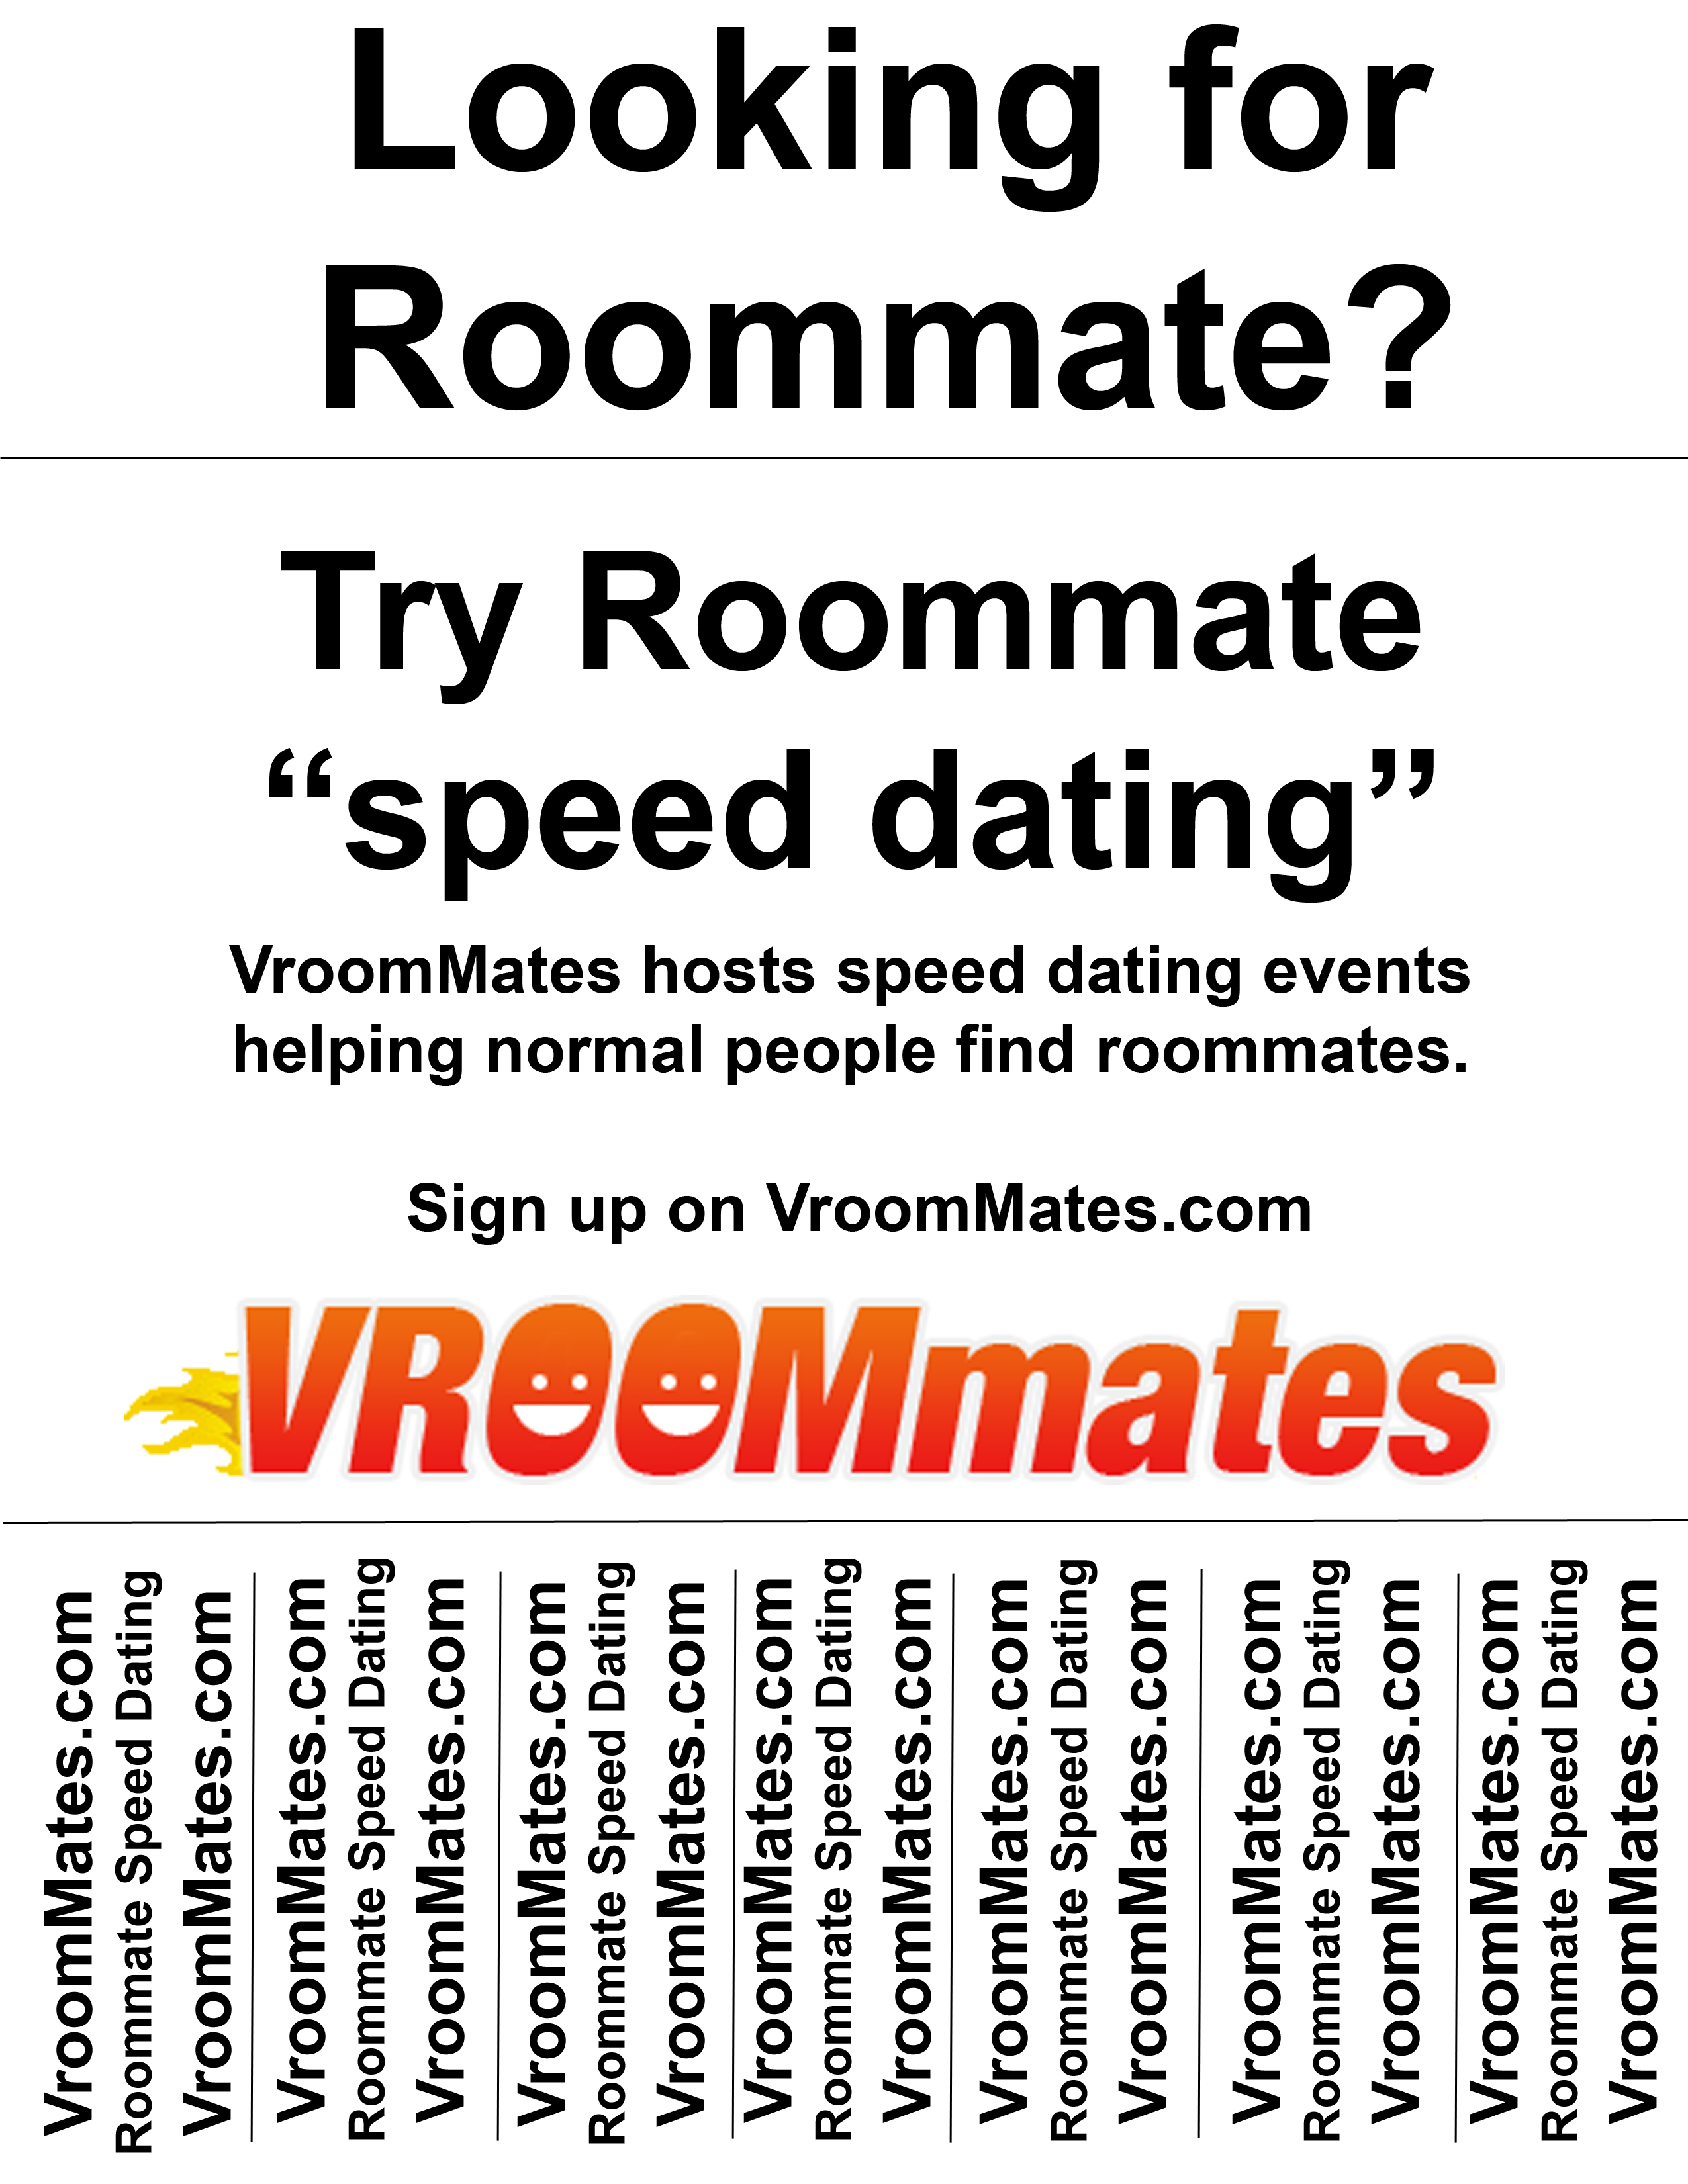 Looking for
Roommate?
Try Roommate
“speed dating”
VroomMates hosts speed dating events
helping normal people find roommates.
Sign up on VroomMates.com
VROOMmates
VroomMates.com
Roommate Speed Dating
VroomMates.com
VroomMates.com
Roommate Speed Dating
VroomMates.com
VroomMates.com
Roommate Speed Dating
VroomMates.com
VroomMates.com
Roommate Speed Dating
VroomMates.com
VroomMates.com
Roommate Speed Dating
VroomMates.com
VroomMates.com
Roommate Speed Dating
VroomMates.com
VroomMates.com
Roommate Speed Dating
VroomMates.com